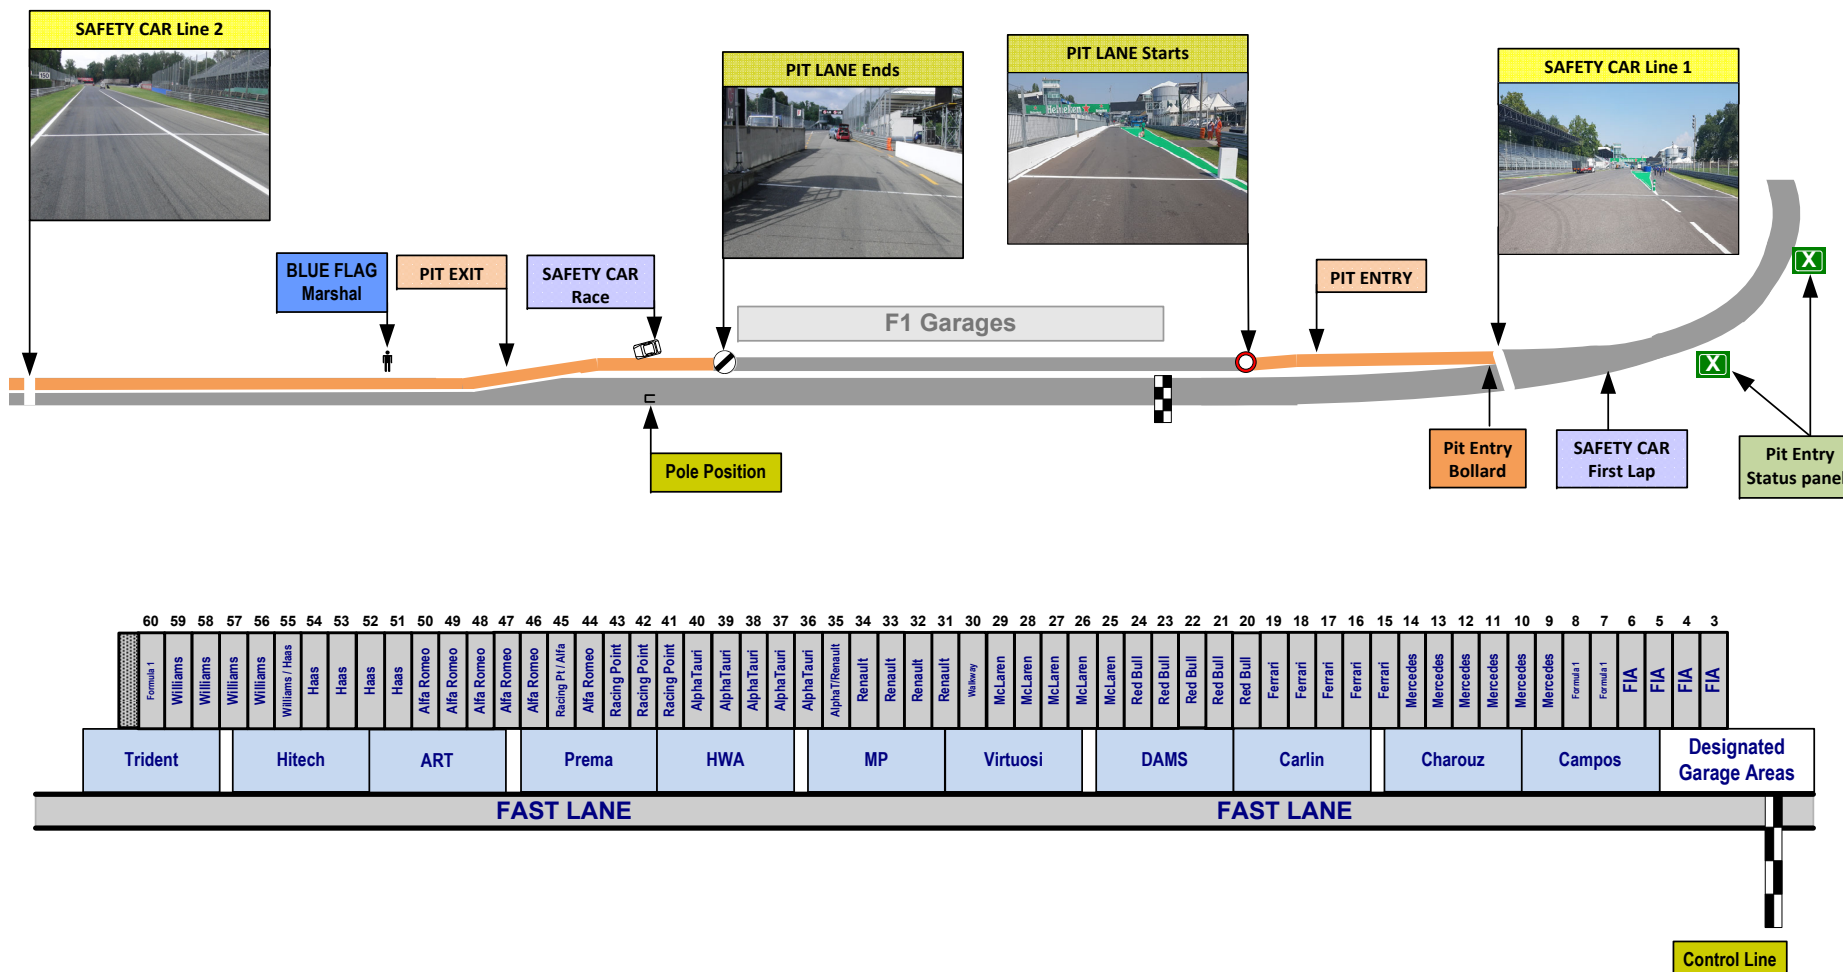 SAFETY CAR Line 2
PIT LANE Ends
PIT LANE Starts
SAFETY CAR Line 1
150
Heineken
BLUE FLAG
Marshal
PIT EXIT
SAFETY CAR
Race
F1 Garages
PIT ENTRY
X
X
Pole Position
Pit Entry
Bollard
SAFETY CAR
First Lap
Pit Entry
Status panel
60 59 58 57 56 55 54 53 52 51 50 49 48 47 46 45 44 43 42 41 40 39 38 37 36 35 34 33 32 31 30 29 28 27 26 25 24 23 22 21 20 19 18 17 16 15 14 13 12 11 10 9 8 7 6 5 4 3
Formula 1
Williams
Williams
Williams
Williams
Williams / Haas
Haas
Haas
Haas
Haas
Alfa Romeo
Alfa Romeo
Alfa Romeo
Alfa Romeo
Alfa Romeo
Racing Pt / Alfa
Alfa Romeo
Racing Point
Racing Point
Racing Point
AlphaTauri
AlphaTauri
AlphaTauri
AlphaTauri
AlphaTauri
AlphaT/Renault
Renault
Renault
Renault
Renault
Walkway
McLaren
McLaren
McLaren
McLaren
McLaren
Red Bull
Red Bull
Red Bull
Red Bull
Red Bull
Ferrari
Ferrari
Ferrari
Ferrari
Ferrari
Mercedes
Mercedes
Mercedes
Mercedes
Mercedes
Mercedes
Formula 1
Formula 1
FIA
FIA
FIA
FIA
Trident
Hitech
ART
Prema
HWA
MP
Virtuosi
DAMS
Carlin
Charouz
Campos
Designated
Garage Areas
FAST LANE
FAST LANE
Control Line